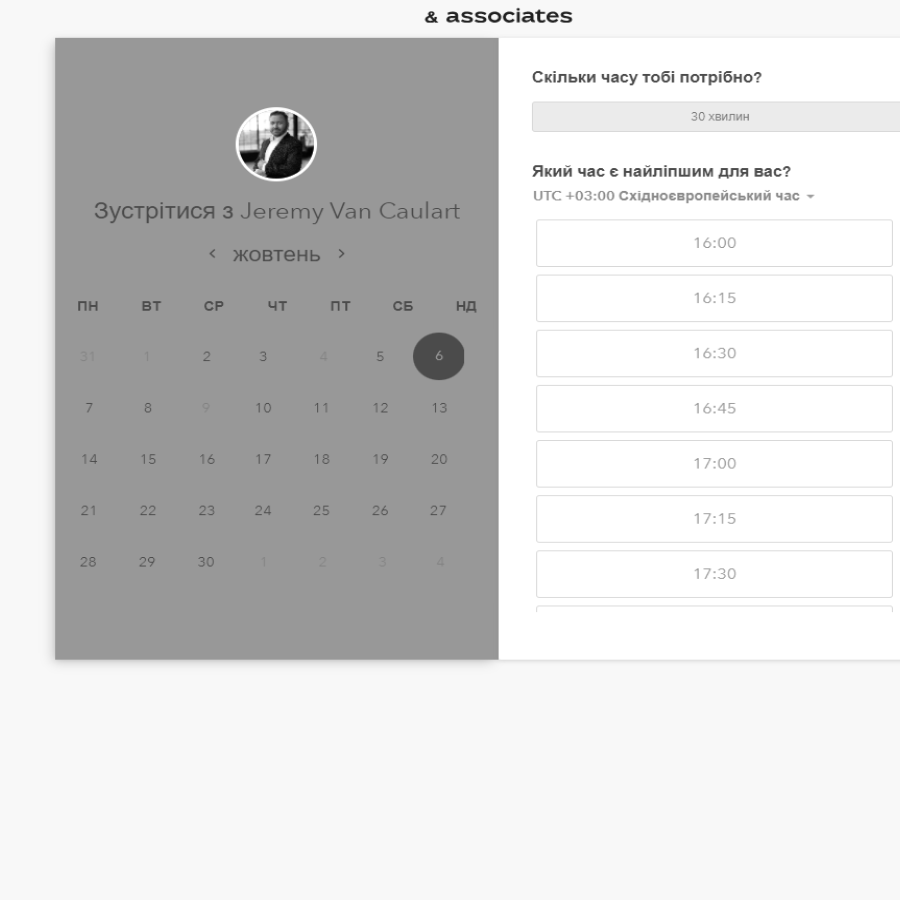 & associates
Зустрітися з Jeremy Van Caulart
жовтень
ПН ВТ СР ЧТ ПТ СБ НД
31 1 2 3 4 5 6
7 8 9 10 11 12 13
14 15 16 17 18 19 20
21 22 23 24 25 26 27
28 29 30 1 2 3 4
Скільки часу тобі потрібно?
30 хвилин
Який час є найліпшим для вас?
UTC +03:00 Східноєвропейський час
16:00
16:15
16:30
16:45
17:00
17:15
17:30